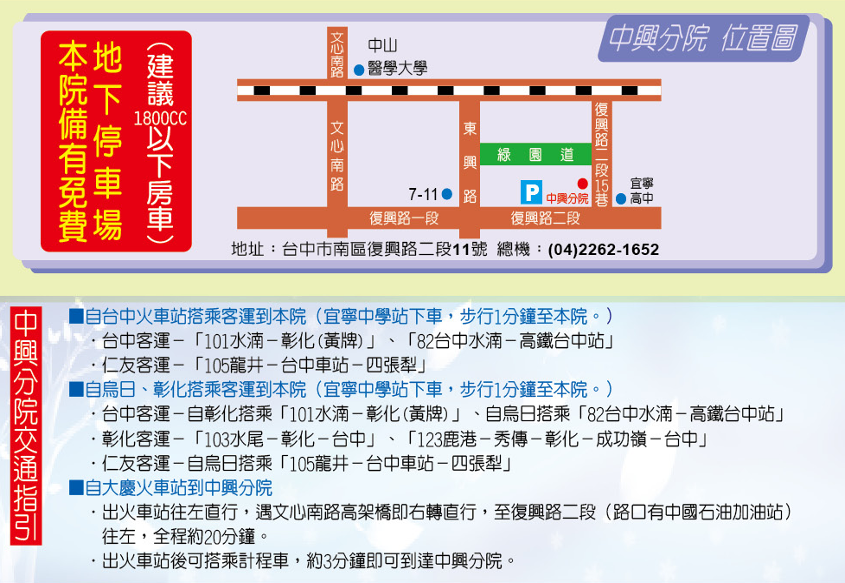 中興分院 位置圖
本院備有免費
地下停車場
(建議
1800CC
以下房車)
文心南路
中山
醫學大學
文心南路
東興路
綠園道
復興路二段15巷
7-11
P
中興分院
宜寧
高中
復興路一段
復興路二段
地址：台中市南區復興路二段11號 總機：(04)2262-1652
中興分院交通指引
■自台中火車站搭乘客運到本院（宜寧中學站下車，步行1分鐘至本院。）
．台中客運－「101水湳－彰化(黃牌)」、「82台中水湳－高鐵台中站」
．仁友客運－「105龍井－台中車站－四張犁」
■自烏日、彰化搭乘客運到本院（宜寧中學站下車，步行1分鐘至本院。）
．台中客運－自彰化搭乘「101水湳－彰化(黃牌)」、自烏日搭乘「82台中水湳－高鐵台中站」
．彰化客運－「103水尾－彰化－台中」、「123鹿港－秀傳－彰化－成功嶺－台中」
．仁友客運－自烏日搭乘「105龍井－台中車站－四張犁」
■自大慶火車站到中興分院
．出火車站往左直行，遇文心南路高架橋即右轉直行，至復興路二段（路口有中國石油加油站）
往左，全程約20分鐘。
．出火車站後可搭乘計程車，約3分鐘即可到達中興分院。